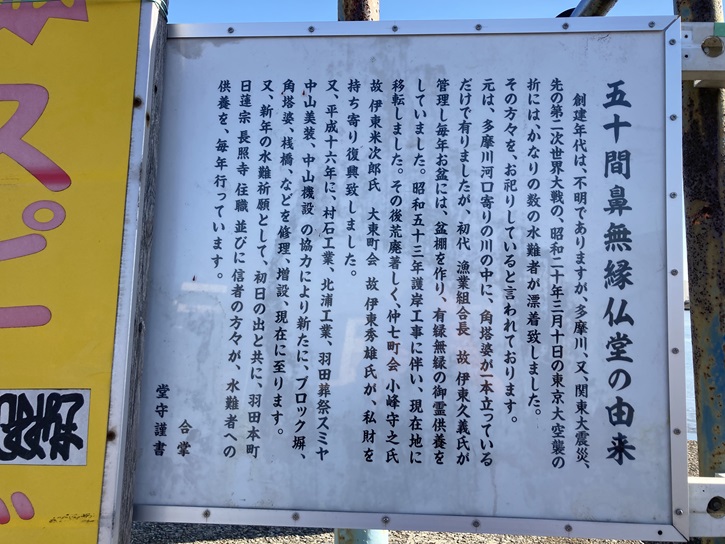 五十間鼻無縁仏堂の由来
創建年代は、不明でありますが、多摩川、又、関東大震災、
先の第二次世界大戦の、昭和二十年三月十日の東京大空襲の
折には、かなりの数の水難者が漂着致しました。
その方々を、お祀りしていると言われております。
元は、多摩川河口寄りの川の中に、角塔婆が一本立っている
だけで有りましたが、初代 漁業組合長 故 伊東久義氏が
管理し毎年お盆には、盆棚を作り、有縁無縁の御霊供養を
していました。昭和五十三年護岸工事に伴い、現在地に
移転しました。その後荒廃著しく、仲七町会 小峰守之氏
故 伊東米次郎氏 大東町会 故 伊東秀雄氏が、私財を
持ち寄り復興致しました。
又、平成十六年に、村石工業、北浦工業、羽田葬祭スミヤ
中山美装、中山機設 の協力により新たに、ブロック塀、
角塔婆、桟橋、などを修理、増設、現在に至ります。
又、新年の水難祈願として、初日の出と共に、羽田本町
日蓮宗 長照寺 住職 並びに信者の方々が、水難者への
供養を、毎年行っています。
合掌
堂守謹書
スピー